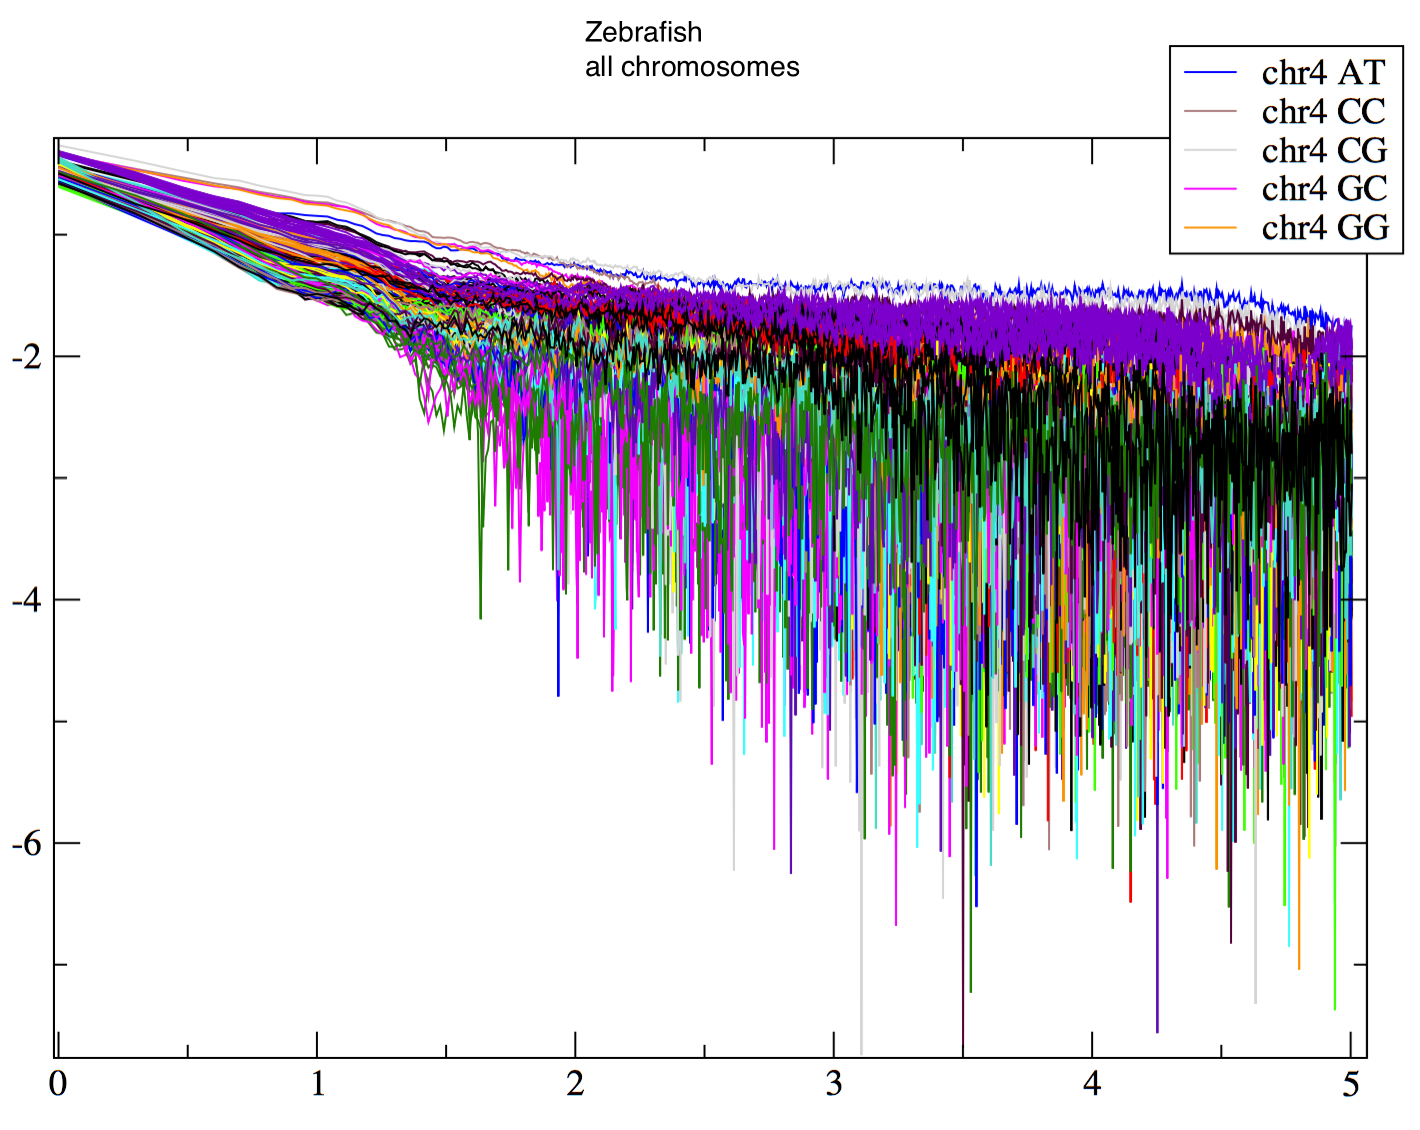 Zebrafish
all chromosomes
chr4 AT
chr4 CC
chr4 CG
chr4 GC
chr4 GG
-2
-4
-6
0 1 2 3 4 5